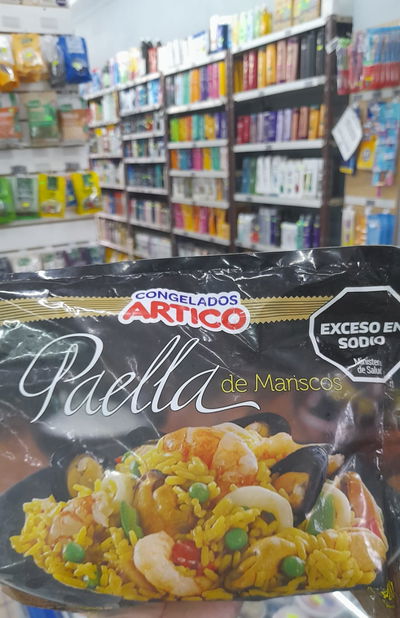 CONGELADOS
ARTICO
EXCESO EN
SODIO
Ministerio
de Salud
Paella de Mariscos